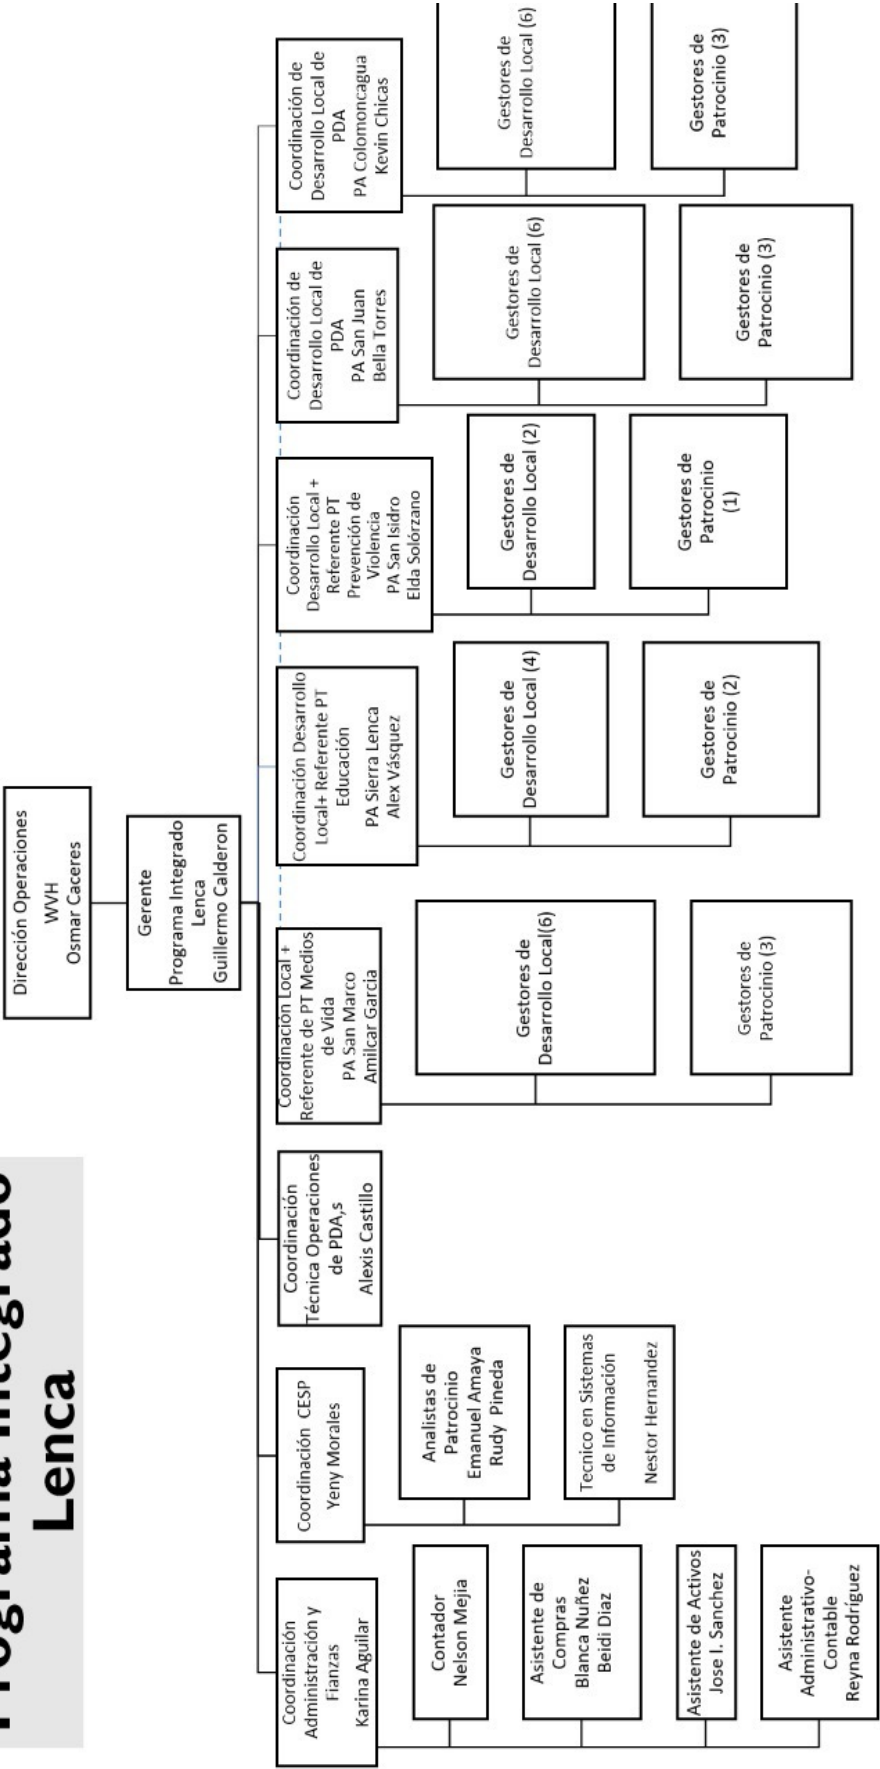 Programa Integrado
Lenca
Dirección Operaciones
WVH
Osmar Caceres
Gerente
Programa Integrado
Lenca
Guillermo Calderon
Coordinación
Administración y
Fianzas
Karina Aguilar
Contador
Nelson Mejia
Asistente de
Compras
Blanca Nuñez
Beidi Diaz
Asistente de Activos
Jose I. Sanchez
Asistente
Administrativo-
Contable
Reyna Rodríguez
Coordinación CESP
Yeny Morales
Analistas de
Patrocinio
Emanuel Amaya
Rudy Pineda
Tecnico en Sistemas
de Información
Nestor Hernandez
Coordinación
Técnica Operaciones
de PDA,s
Alexis Castillo
Coordinación Local +
Referente de PT Medios
de Vida
PA San Marco
Amilcar Garcia
Gestores de
Desarrollo Local(6)
Gestores de
Patrocinio (3)
Coordinación Desarrollo
Local+ Referente PT
Educación
PA Sierra Lenca
Alex Vásquez
Gestores de
Desarrollo Local (4)
Gestores de
Patrocinio (2)
Coordinación
Desarrollo Local +
Referente PT
Prevención de
Violencia
PA San Isidro
Elda Solórzano
Gestores de
Desarrollo Local (2)
Gestores de
Patrocinio
(1)
Coordinación de
Desarrollo Local de
PDA
PA San Juan
Bella Torres
Gestores de
Desarrollo Local (6)
Gestores de
Patrocinio (3)
Coordinación de
Desarrollo Local de
PDA
PA Colomoncagua
Kevin Chicas
Gestores de
Desarrollo Local (6)
Gestores de
Patrocinio (3)